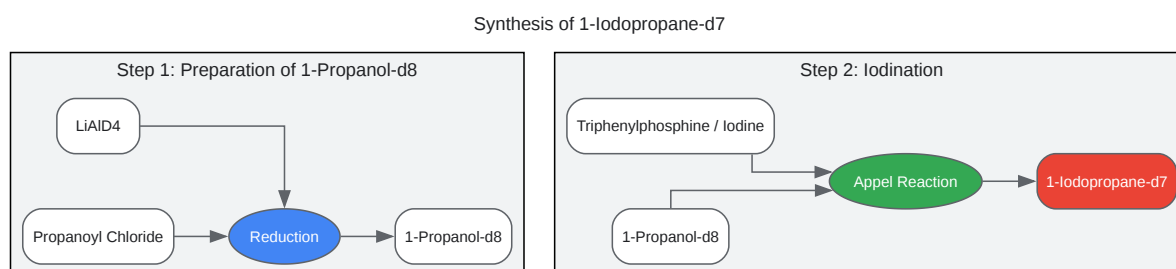 Synthesis of 1-Iodopropane-d7
Step 1: Preparation of 1-Propanol-d8
LiAlD4
Propanoyl Chloride
Reduction
1-Propanol-d8
Step 2: Iodination
Triphenylphosphine / Iodine
1-Propanol-d8
Appel Reaction
1-Iodopropane-d7